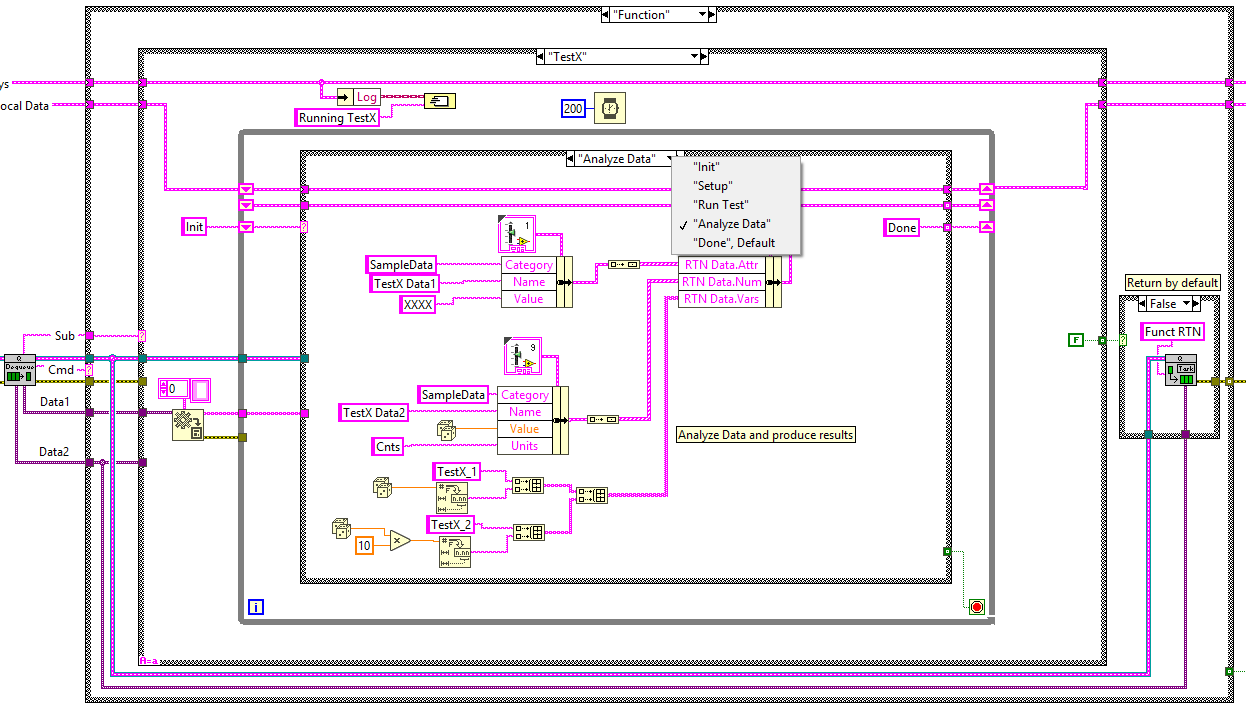 "Function"
"TestX"
ys
ocal Data
Log
Running TestX
200
"Analyze Data"
"Init"
"Setup"
"Run Test"
"Analyze Data"
"Done", Default
Init
Done
1
SampleData
Category
RTN Data.Attr
TestX Data1
Name
RTN Data.Num
XXXX
Value
RTN Data.Vars
Return by default
False
Funct RTN
F
Sub
Dequeue
Cmd
Task
9
0
Data1
SampleData
Category
TestX Data2
Name
Value
Cnts
Units
Analyze Data and produce results
Data2
TestX_1
TestX_2
10
i
A=a